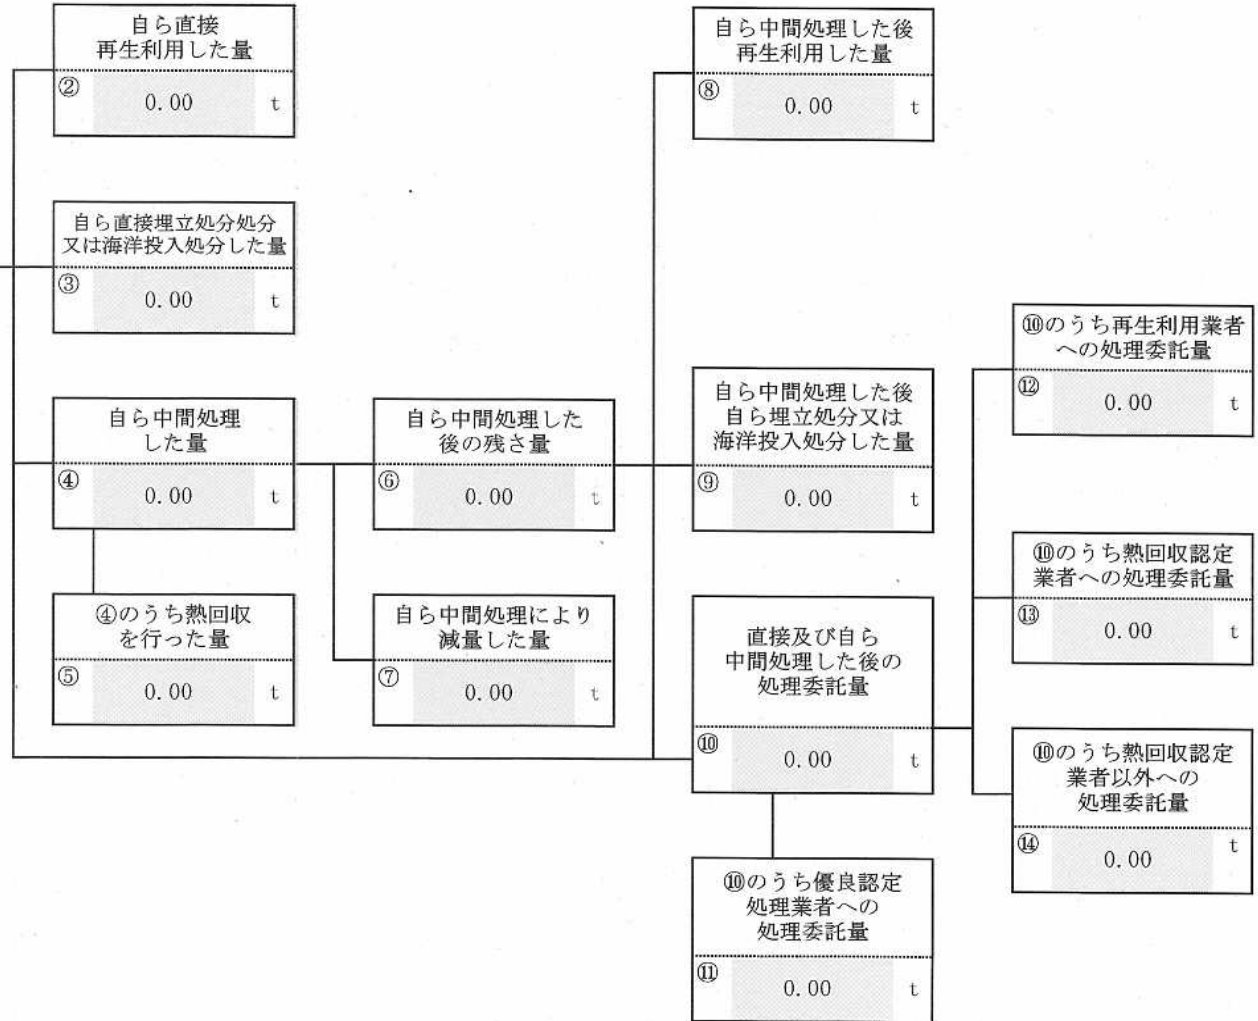 自ら直接
再生利用した量
② 0.00 t
自ら中間処理した後
再生利用した量
⑧ 0.00 t
自ら直接埋立処分処分
又は海洋投入処分した量
③ 0.00 t
⑩のうち再生利用業者
への処理委託量
⑫ 0.00 t
自ら中間処理
した量
④ 0.00 t
自ら中間処理した
後の残さ量
⑥ 0.00 t
自ら中間処理した後
自ら埋立処分又は
海洋投入処分した量
⑨ 0.00 t
⑩のうち熱回収認定
業者への処理委託量
⑬ 0.00 t
④のうち熱回収
を行った量
⑤ 0.00 t
自ら中間処理により
減量した量
⑦ 0.00 t
直接及び自ら
中間処理した後の
処理委託量
⑩ 0.00 t
⑩のうち熱回収認定
業者以外への
処理委託量
⑭ 0.00 t
⑩のうち優良認定
処理業者への
処理委託量
⑪ 0.00 t